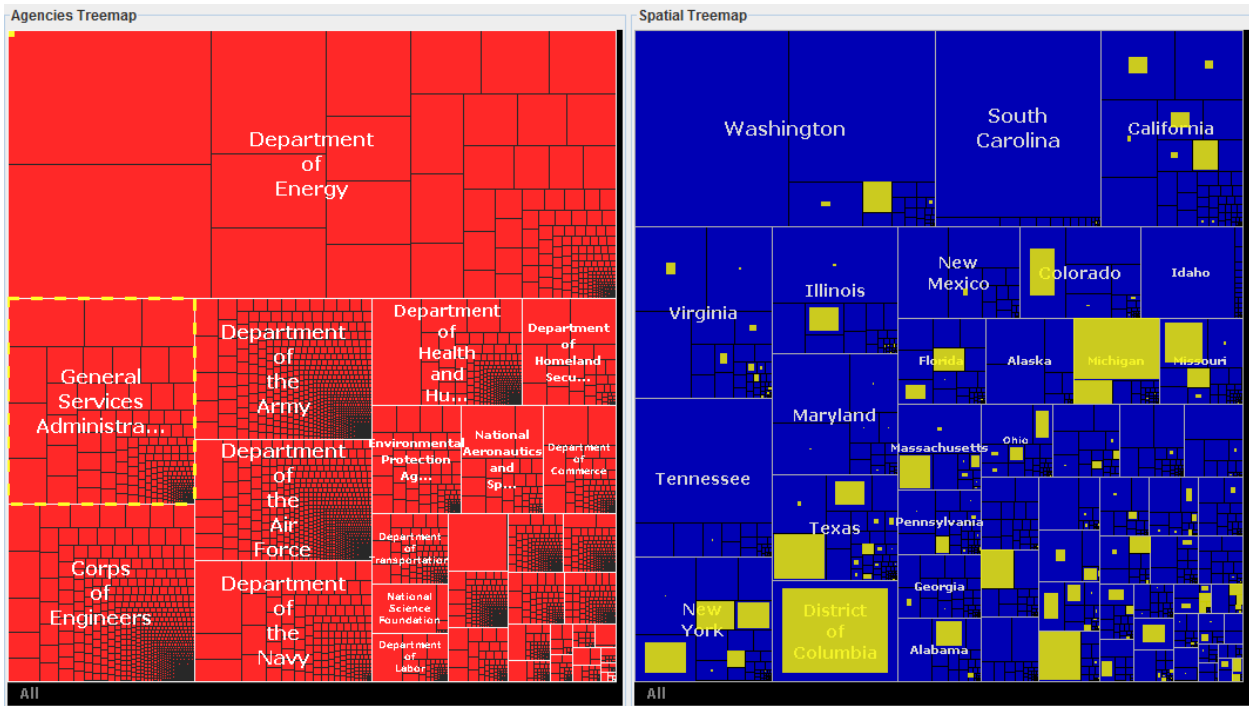 Agencies Treemap
Department
of
Energy
General
Services
Administra...
Department
of
the
Army
Department
of
Health
and
Hu...
Department
of
Homeland
Secu...
Environmental
Protection
Ag...
National
Aeronautics
and
Sp...
Department
of
Commerce
Department
of
the
Air
Force
Corps
of
Engineers
Department
of
the
Navy
Department
of
Transportation
National
Science
Foundation
Department
of
Labor
All
Spatial Treemap
Washington
South
Carolina
California
Virginia
Illinois
New
Mexico
Colorado
Idaho
Florida
Alaska
Michigan
Missouri
Maryland
Massachusetts
Ohio
Tennessee
Texas
Pennsylvania
Georgia
New
York
District
of
Columbia
Alabama
All